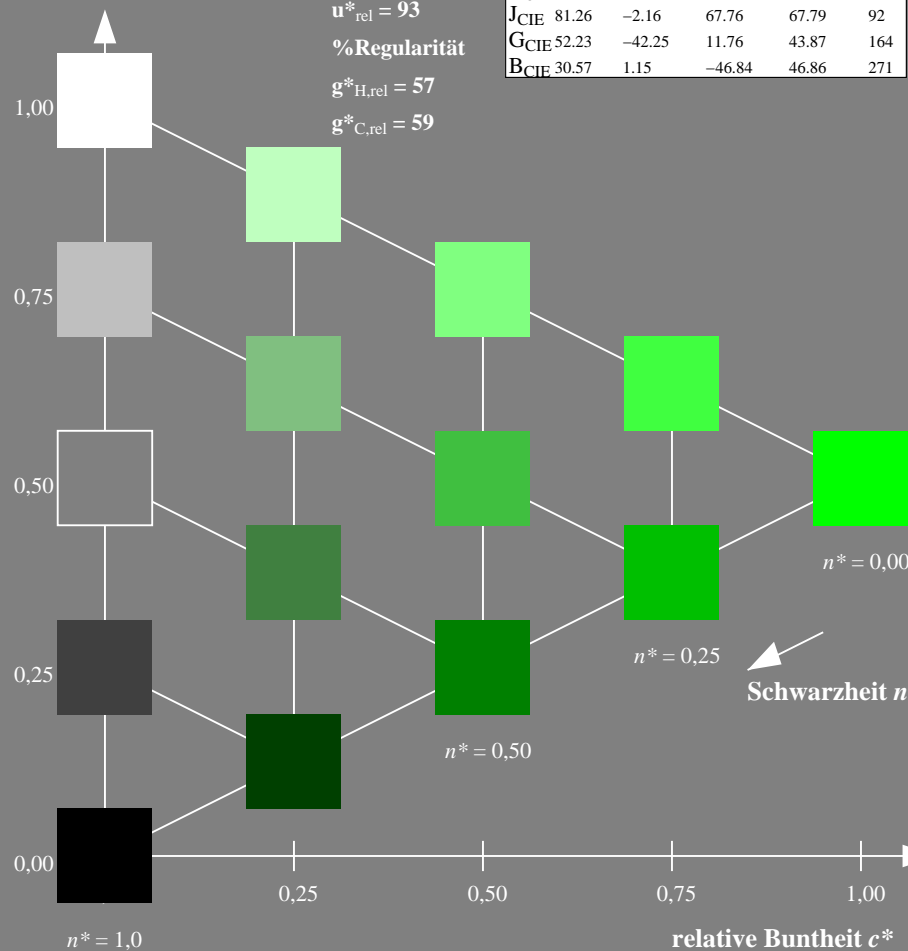 u*rel = 93
%Regularität
g*H,rel = 57
g*C,rel = 59
JCIE 81.26 −2.16 67.76 67.79 92
GCIE 52.23 −42.25 11.76 43.87 164
BCIE 30.57 1.15 −46.84 46.86 271
1,00
0,75
0,50
0,25
0,00
n* = 0,00
n* = 0,25
Schwarzheit n
n* = 0,50
0,25 0,50 0,75 1,00
n* = 1,0
relative Buntheit c*